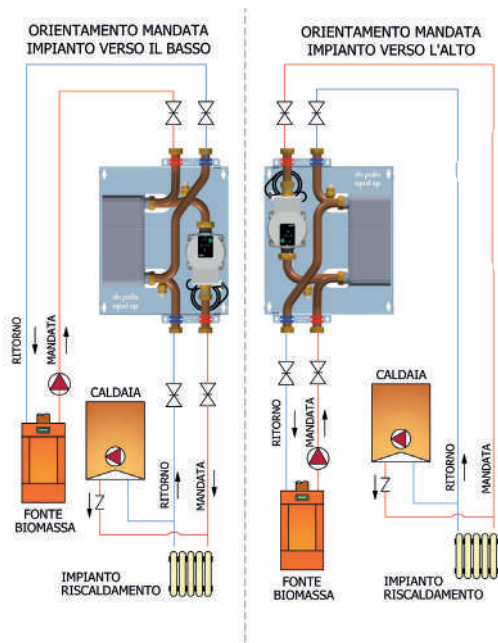 ORIENTAMENTO MANDATA
IMPIANTO VERSO IL BASSO
RITORNO
MANDATA
CALDAIA
FONTE
BIOMASSA
RITORNO
MANDATA
IMPIANTO
RISCALDAMENTO
ORIENTAMENTO MANDATA
IMPIANTO VERSO L'ALTO
RITORNO
MANDATA
CALDAIA
FONTE
BIOMASSA
RITORNO
MANDATA
IMPIANTO
RISCALDAMENTO